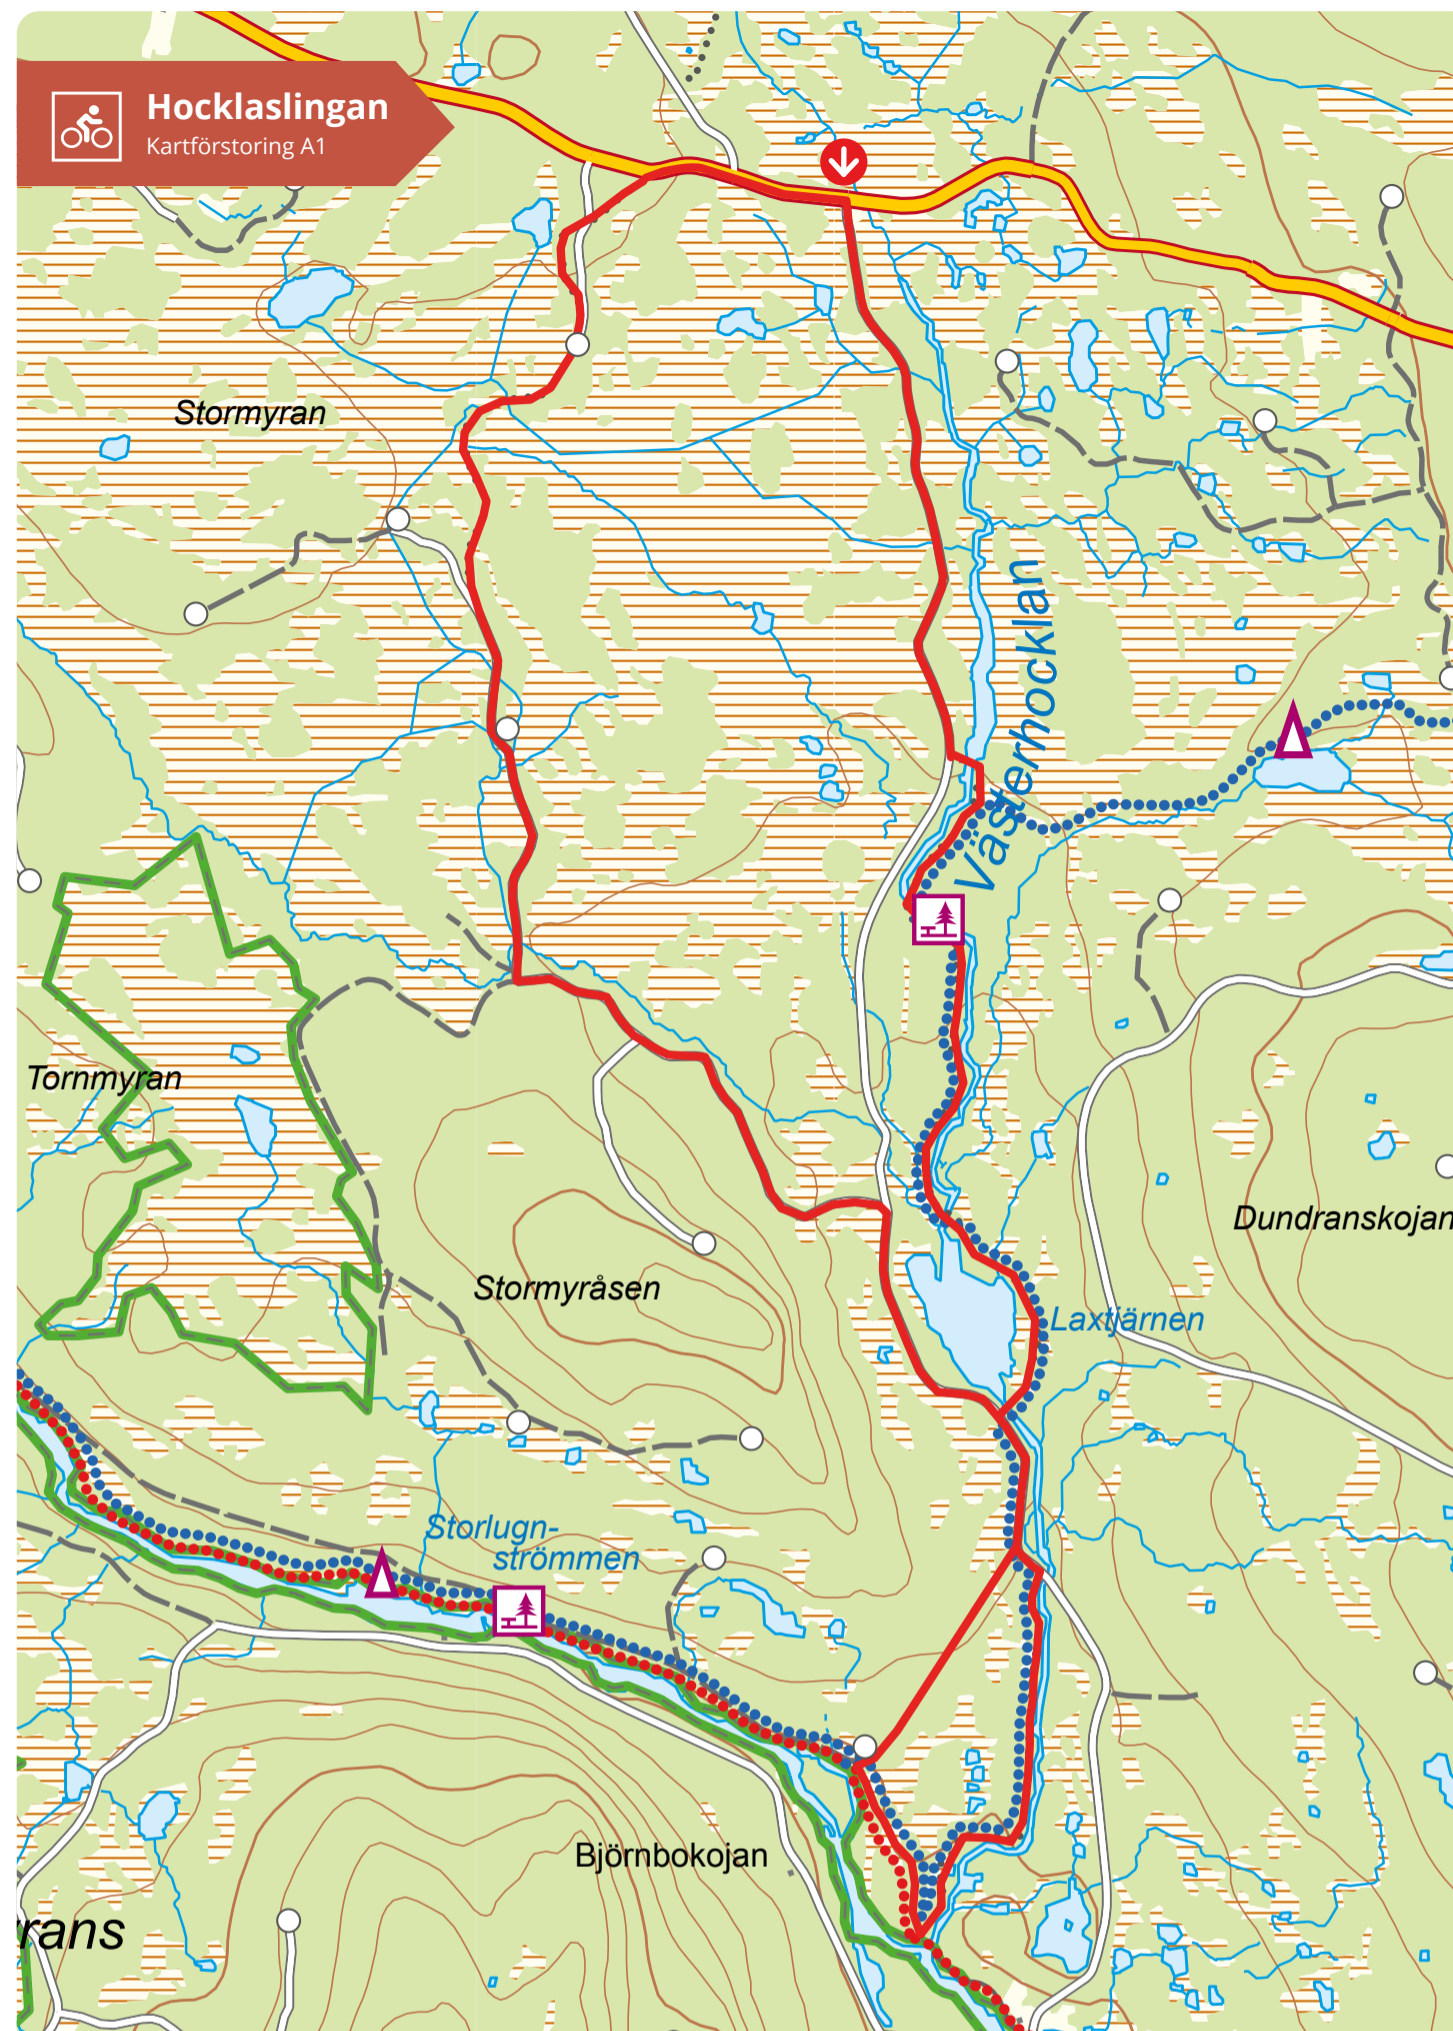 Hocklaslingan
Kartförstoring A1
Stormyran
Västerhocklan
Tornmyran
Dundranskojan
Stormyråsen
Laxtjärnen
Storlugn-
strömmen
Björnbokojan
rans